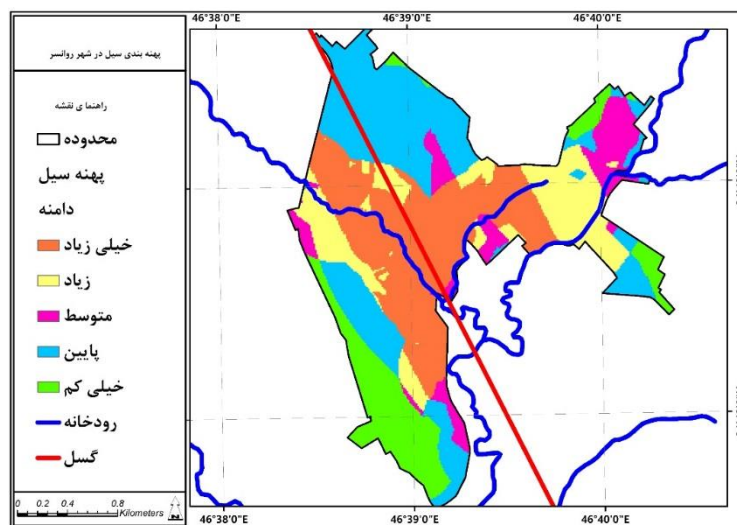 پهنه بندی سیل در شهر روانسر
راهنما ی نقشه
محدوده
پهنه سیل
دامنه
خیلی زیاد
زیاد
متوسط
پایین
خیلی کم
رودخانه
گسل
0 0.2 0.4 0.8
Kilometers
N
46°38'0"E 46°39'0"E 46°40'0"E
46°38'0"E 46°39'0"E 46°40'0"E